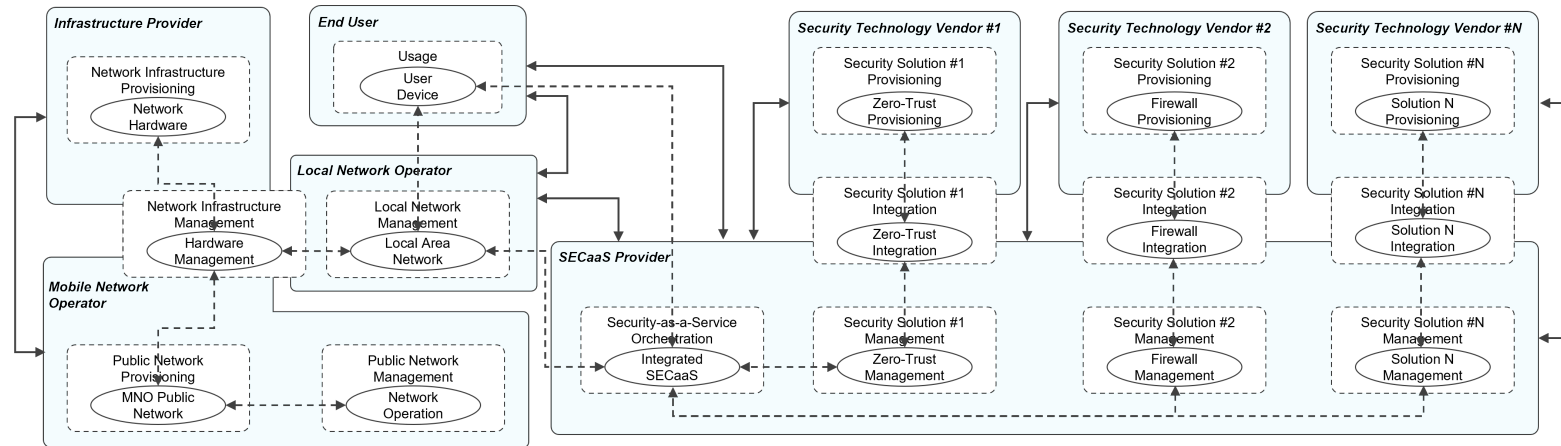 Infrastructure Provider
Network Infrastructure
Provisioning
Network
Hardware
End User
Usage
User
Device
Security Technology Vendor #1
Security Solution #1
Provisioning
Zero-Trust
Provisioning
Security Technology Vendor #2
Security Solution #2
Provisioning
Firewall
Provisioning
Security Technology Vendor #N
Security Solution #N
Provisioning
Solution N
Provisioning
Local Network Operator
Network Infrastructure
Management
Hardware
Management
Local Network
Management
Local Area
Network
Security Solution #1
Integration
Zero-Trust
Integration
Security Solution #2
Integration
Firewall
Integration
Security Solution #N
Integration
Solution N
Integration
Mobile Network
Operator
Public Network
Provisioning
MNO Public
Network
Public Network
Management
Network
Operation
SECaaS Provider
Security-as-a-Service
Orchestration
Integrated
SECaaS
Security Solution #1
Management
Zero-Trust
Management
Security Solution #2
Management
Firewall
Management
Security Solution #N
Management
Solution N
Management